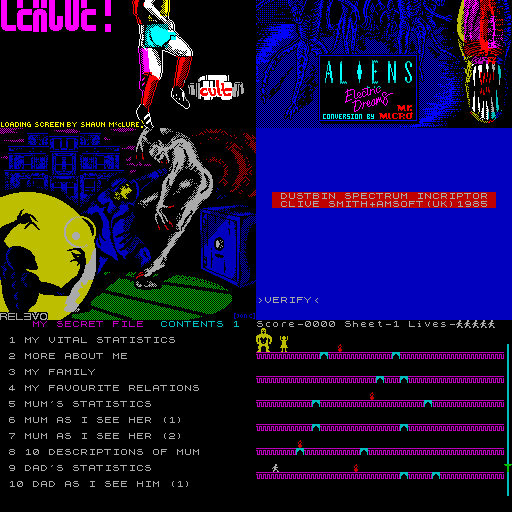 League!
cult
LOADING SCREEN BY SHAUN McCLURE
ALIENS
Electric Dreams
CONVERSION BY MR MICRO
RELEVO
DUSTBIN SPECTRUM INCRIPTOR
CLIVE SMITH+AMSOFT(UK)1985
>VERIFY<
MY SECRET FILE CONTENTS 1
1 MY VITAL STATISTICS
2 MORE ABOUT ME
3 MY FAMILY
4 MY FAVOURITE RELATIONS
5 MUM'S STATISTICS
6 MUM AS I SEE HER (1)
7 MUM AS I SEE HER (2)
8 10 DESCRIPTIONS OF MUM
9 DAD'S STATISTICS
10 DAD AS I SEE HIM (1)
Score-0000 Sheet-1 Lives-